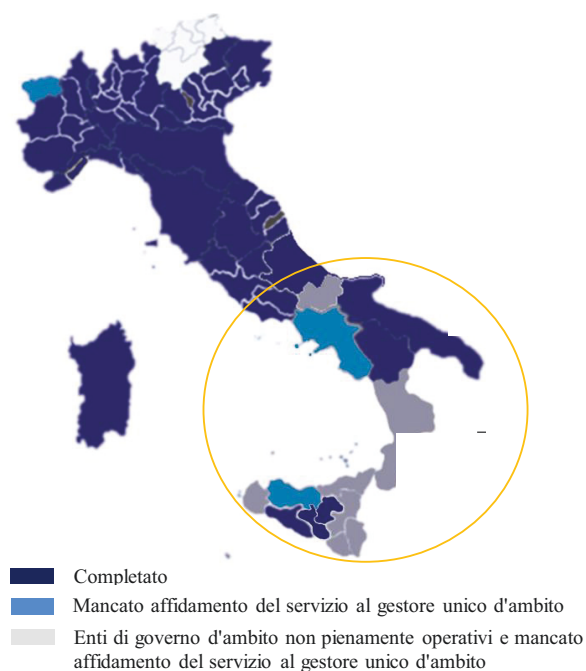 Completato
Mancato affidamento del servizio al gestore unico d'ambito
Enti di governo d'ambito non pienamente operativi e mancato
affidamento del servizio al gestore unico d'ambito